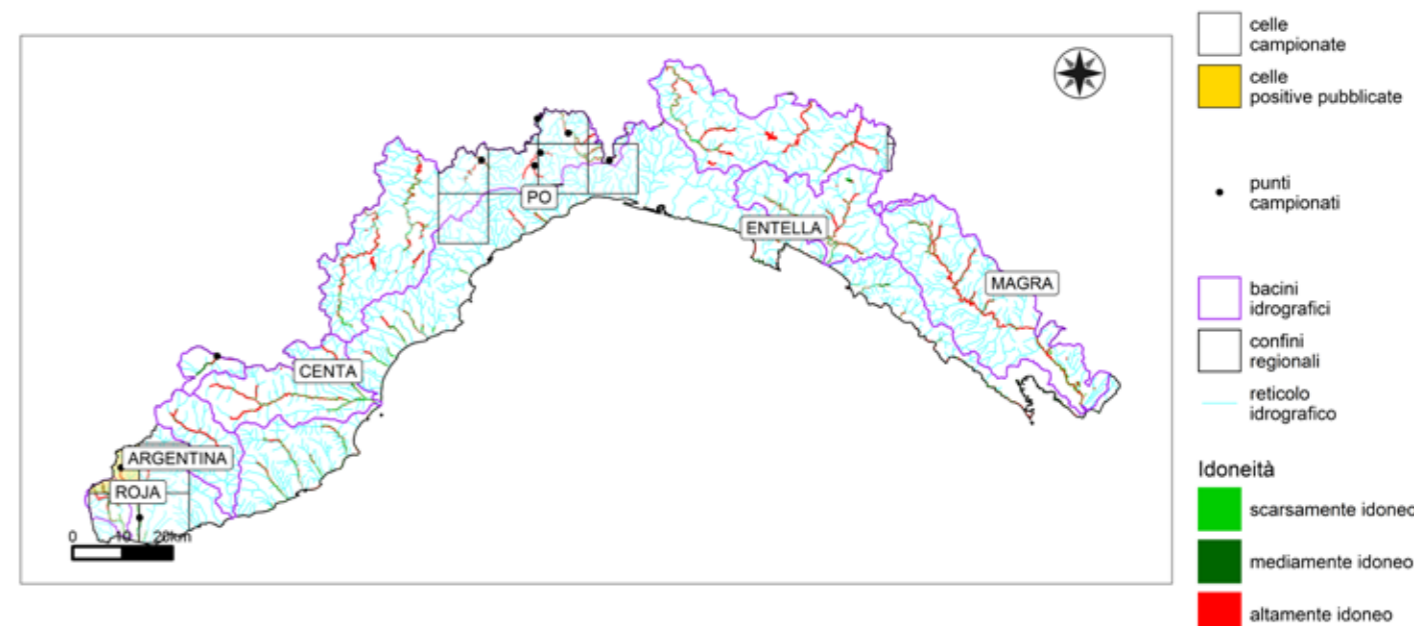 celle
campionate
celle
positive pubblicate
punti
campionati
bacini
idrografici
confini
regionali
reticolo
idrografico
Idoneità
scarsamente idoneo
mediamente idoneo
altamente idoneo
PO
ENTELLA
MAGRA
CENTA
ARGENTINA
ROJA
0 10 20km